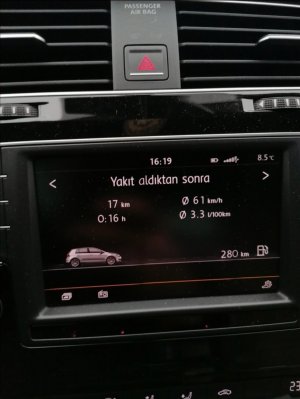 PASSENGER
AIR BAG
16:19 8.5°C
< Yakıt aldıktan sonra >
17 km Ø 61 km/h
0:16 h Ø 3.3 l/100km
280 km
23